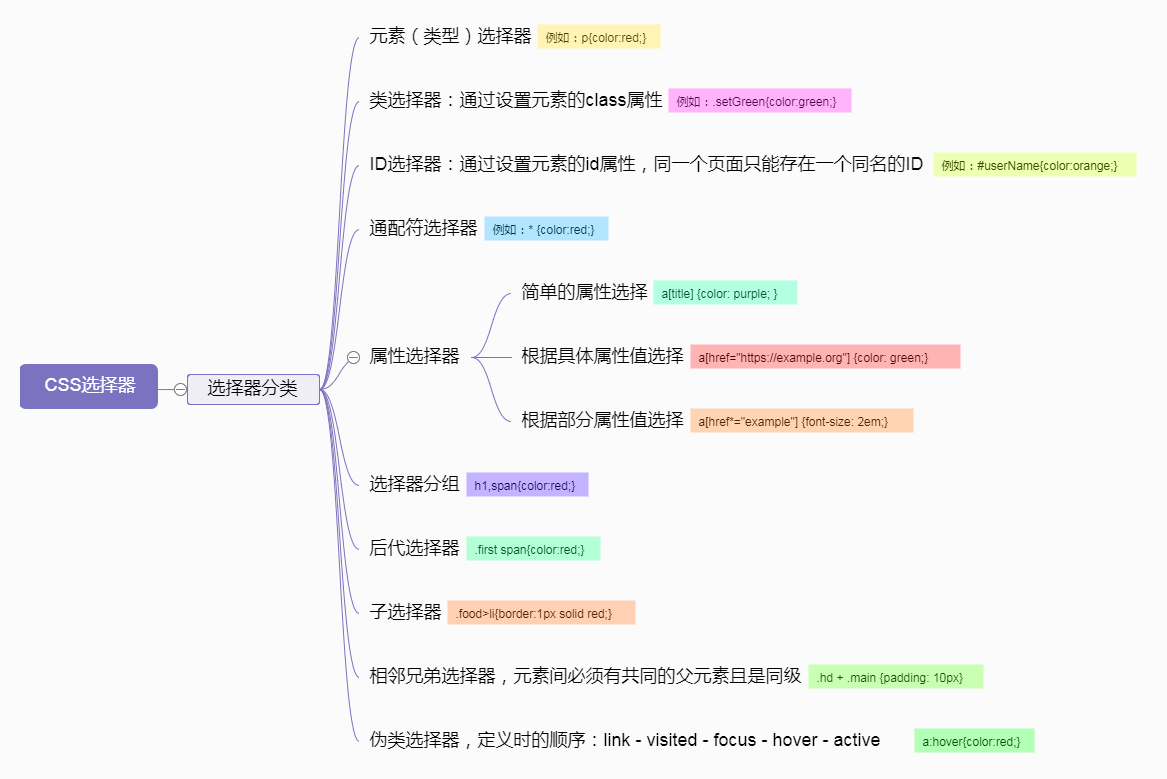 元素（类型）选择器 例如：p{color:red;}
类选择器：通过设置元素的class属性 例如：.setGreen{color:green;}
ID选择器：通过设置元素的id属性，同一个页面只能存在一个同名的ID 例如：#userName{color:orange;}
通配符选择器 例如：* {color:red;}
简单的属性选择 a[title] {color: purple; }
属性选择器
根据具体属性值选择 a[href="https://example.org"] {color: green;}
CSS选择器
选择器分类
根据部分属性值选择 a[href*="example"] {font-size: 2em;}
选择器分组 h1,span{color:red;}
后代选择器 .first span{color:red;}
子选择器 .food>li{border:1px solid red;}
相邻兄弟选择器，元素间必须有共同的父元素且是同级 .hd + .main {padding: 10px}
伪类选择器，定义时的顺序：link - visited - focus - hover - active a:hover{color:red;}